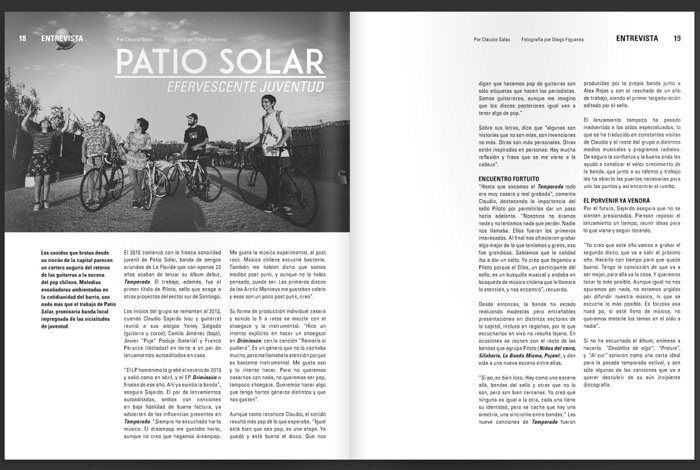 18 ENTREVISTA
Por Claudio Salas Fotografía por Diego Figueroa
PATIO SOLAR
EFERVESCENTE JUVENTUD
Los sonidos que brotan desde
un rincón de la capital parecen
un certero augurio del retorno
de las guitarras a la escena
del pop chileno. Melodías
ensoñadoras ambientadas en
la cotidianidad del barrio, son
nada más que el trabajo de Patio
Solar, promisoria banda local
impregnada de las vicisitudes
de juventud.
El 2015 comenzó con la fresca sonoridad
juvenil de Patio Solar, banda de amigos
oriundos de La Florida que con apenas 22
años acaban de lanzar su álbum debut,
Temporada. El trabajo, además, fue el
primer título de Piloto, sello que acoge a
otros proyectos del sector sur de Santiago.
Los inicios del grupo se remontan al 2013,
cuando Claudio Gajardo (voz y guitarra)
reunió a sus amigos Yeney Salgado
(guitarra y coros), Camilo Jiménez (bajo),
Javier "Pujo" Poduje (batería) y Franco
Perucca (teclados) en torno a un par de
lanzamientos autoeditados en casa.
"El LP homónimo lo grabé el verano de 2013
y salió como en abril, y el EP Driminosín a
finales de ese año. Ahí ya existía la banda",
asegura Gajardo. El par de lanzamientos
autoeditados, ambos con canciones
en baja fidelidad de buena factura, ya
advierten de las influencias presentes en
Temporada. "Siempre he escuchado harta
música. El dreampop me gustaba harto,
aunque no creo que hagamos dreampop.
Me gusta la música experimental, el post
rock. Música chilena escuché bastante.
También me habían dicho que somos
medios post punk, y aunque no lo había
pensado, puede ser. Los primeros discos
de los Arctic Monkeys me gustaban caleta
y esos son un poco post punk, creo".
Su forma de producción individual casera
y sonido lo fi a ratos se mezcla con el
shoegaze y lo instrumental. "Hice un
intento explícito en hacer un shoegaze
en Driminosín, con la canción "Remaría si
pudiera". Es un género que no lo cachaba
mucho, pero me llamaba la atención porque
es bastante instrumental. Me gusta eso
y lo intenté hacer. Pero no queremos
casarnos con nada, no queremos ser pop,
tampoco shoegaze. Queremos hacer algo
que tenga hartos géneros distintos y que
nos gusten".
Aunque como reconoce Claudio, el sonido
resultó más pop de lo que esperaba. "Igual
está bien que sea pop, es una etapa. Ya
quedó y está bueno el disco. Que nos
Por Claudio Salas Fotografía por Diego Figueroa
ENTREVISTA 19
digan que hacemos pop de guitarras son
sólo etiquetas que hacen los periodistas.
Somos guitarreros, aunque me imagino
que los discos posteriores igual van a
tener algo de pop."
Sobre sus letras, dice que "algunas son
historias que no son mías, son invenciones
no más. Otras son más personales. Otras
están inspiradas en personas. Hay mucha
reflexión y frase que se me viene a la
cabeza".
ENCUENTRO FORTUITO
"Hasta que sacamos el Temporada todo
era muy casero y mal grabado", comenta
Claudio, destacando la importancia del
sello Piloto por permitirles dar un paso
hacia adelante. "Nosotros no éramos
nada y no teníamos nada que perder. Nadie
nos llamaba. Ellos fueron los primeros
interesados. Al final nos ofrecieron grabar
algo mejor de lo que teníamos y gratis, eso
fue grandioso. Sabíamos que la calidad
iba a dar un salto. Yo creo que llegamos a
Piloto porque el Elías, un participante del
sello, es un busquilla musical y andaba en
búsqueda de música chilena que le llamara
la atención, y nos encontró", recuerda.
Desde entonces, la banda ha estado
realizando modestas pero entrañables
presentaciones en distintos sectores de
la capital, incluso en regiones, por lo que
escucharlos en vivo no resulta lejano. En
ocasiones se reúnen con el resto de las
bandas que agrupa Piloto (Niños del cerro,
Silabario, La Banda Misma, Pujem), y dan
vida a una nueva escena entre ellas.
"Sí po, es bien loco. Hay como una escena
allá, bandas del sello y otras que no lo
son, pero son bien cercanas. Yo creo que
ninguna es igual a la otra, cada una tiene
su identidad, pero se cacha que hay una
simetría, una sincronía entre bandas." Las
nuevas canciones de Temporada fueron
producidas por la propia banda junto a
Alex Rojas y son el resultado de un año
de trabajo, siendo el primer largaduración
editado por el sello.
El lanzamiento tampoco ha pasado
inadvertido a los oídos especializados, lo
que se ha traducido en constantes visitas
de Claudio y el resto del grupo a distintos
medios musicales y programas radiales.
De seguro la confianza y la buena onda les
ayudó a canalizar el veloz crecimiento de
la banda, que junto a su talento y trabajo
les ha abierto las puertas necesarias para
unir los puntos y así encontrar el rumbo.
EL PORVENIR YA VENDRÁ
Por el futuro, Gajardo asegura que no se
sienten presionados. Piensan reposar el
lanzamiento un tiempo, reunir ideas para
lo que viene y seguir tocando.
"Yo creo que este año vamos a grabar el
segundo disco, que va a salir el próximo
año. Hacerlo con tiempo para que quede
bueno. Tengo la convicción de que va a
ser mejor, para allá va la cosa. Y queremos
tocar lo más posible. Aunque igual no nos
apuramos por nada, no estamos urgidos
por difundir nuestra música, ni que se
escuche lo más posible. Es forzoso esa
hueá po, si está llena de música, no
queremos meterle los temas en el oído a
nadie".
Si no ha escuchado el álbum, anímese a
hacerlo. "Destellos de algo", "Pintura",
y "Al sur" sonaron como una carta ideal
para la pasada temporada estival, y son
sólo algunas de las canciones que va a
querer descubrir de su aún incipiente
discografía.